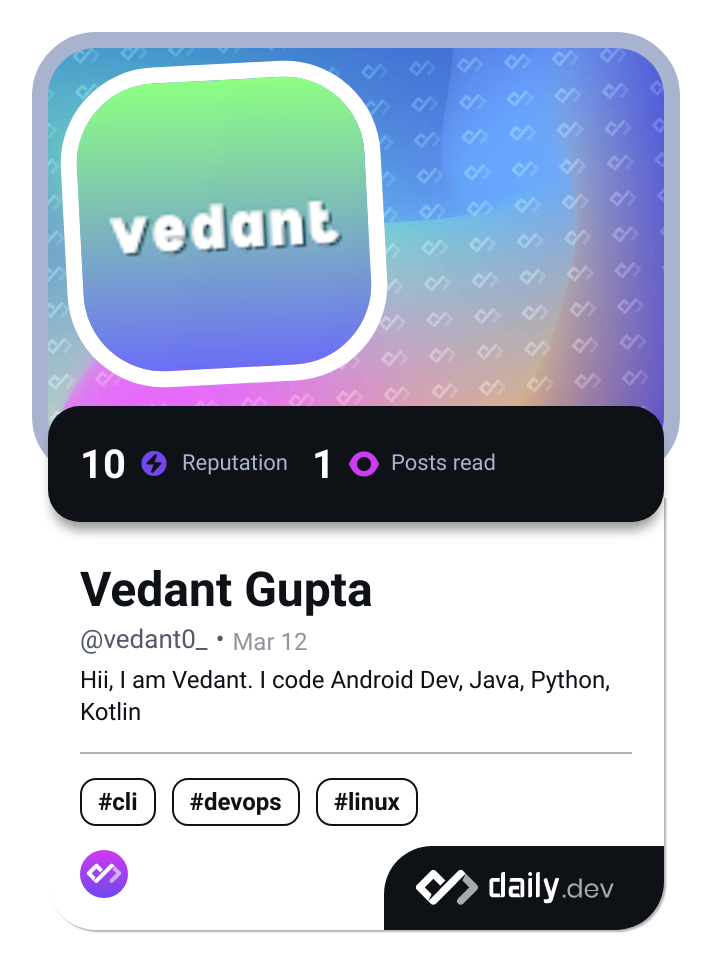 vedant
10 Reputation 1 Posts read
Vedant Gupta
@vedant0_ • Mar 12
Hii, I am Vedant. I code Android Dev, Java, Python,
Kotlin
#cli #devops #linux
daily.dev